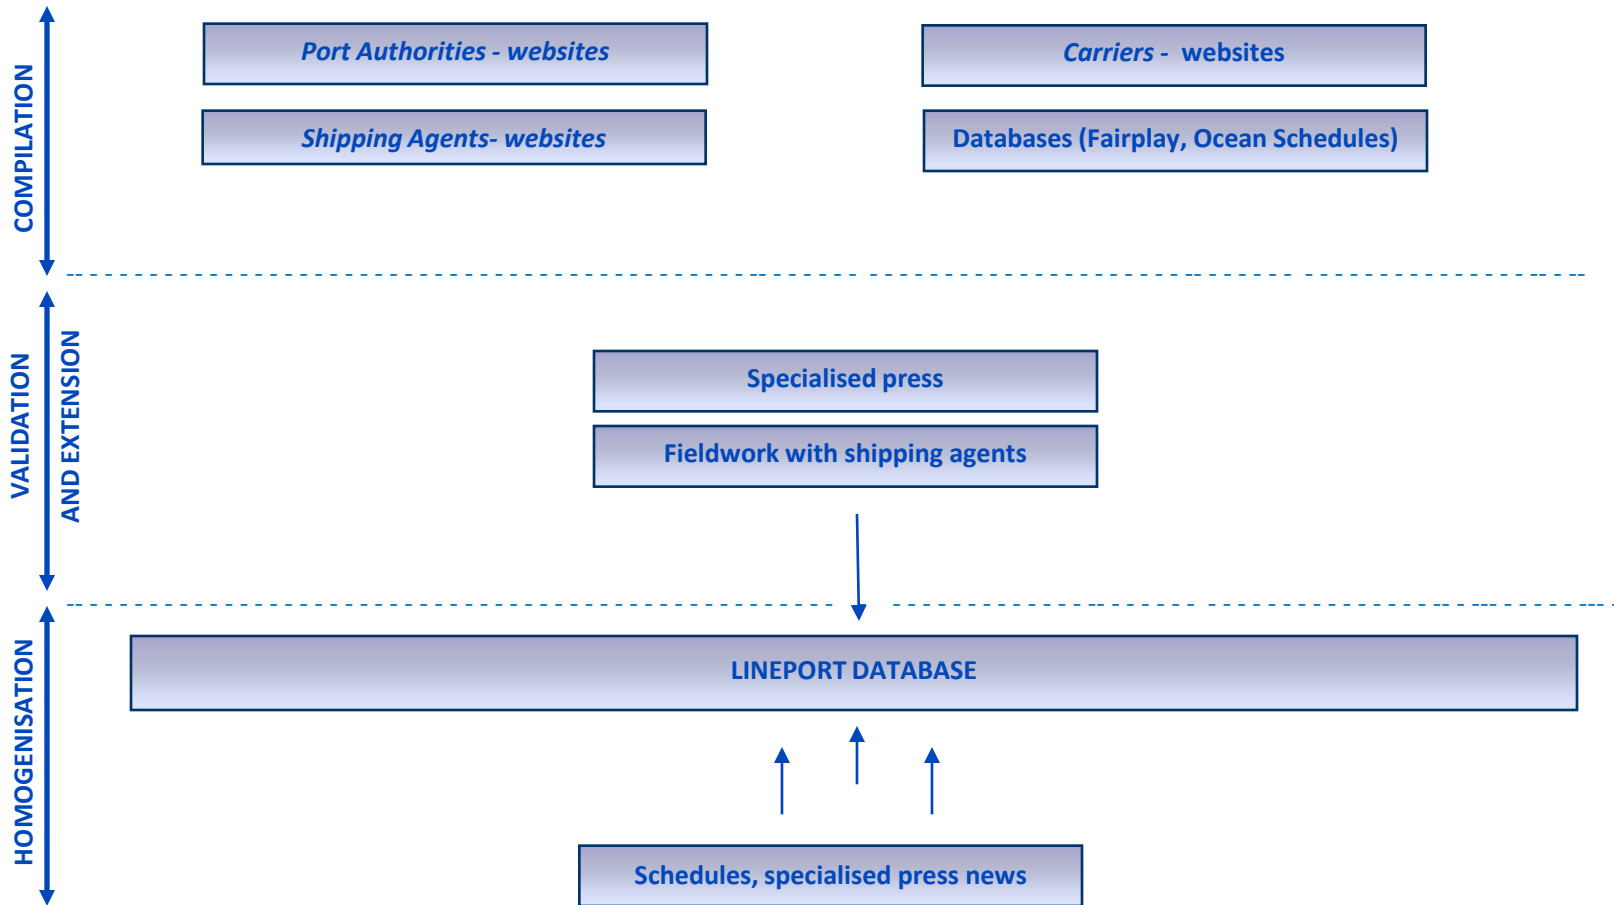 COMPILATION
Port Authorities - websites
Carriers - websites
Shipping Agents- websites
Databases (Fairplay, Ocean Schedules)
VALIDATION
AND EXTENSION
Specialised press
Fieldwork with shipping agents
HOMOGENISATION
LINEPORT DATABASE
Schedules, specialised press news